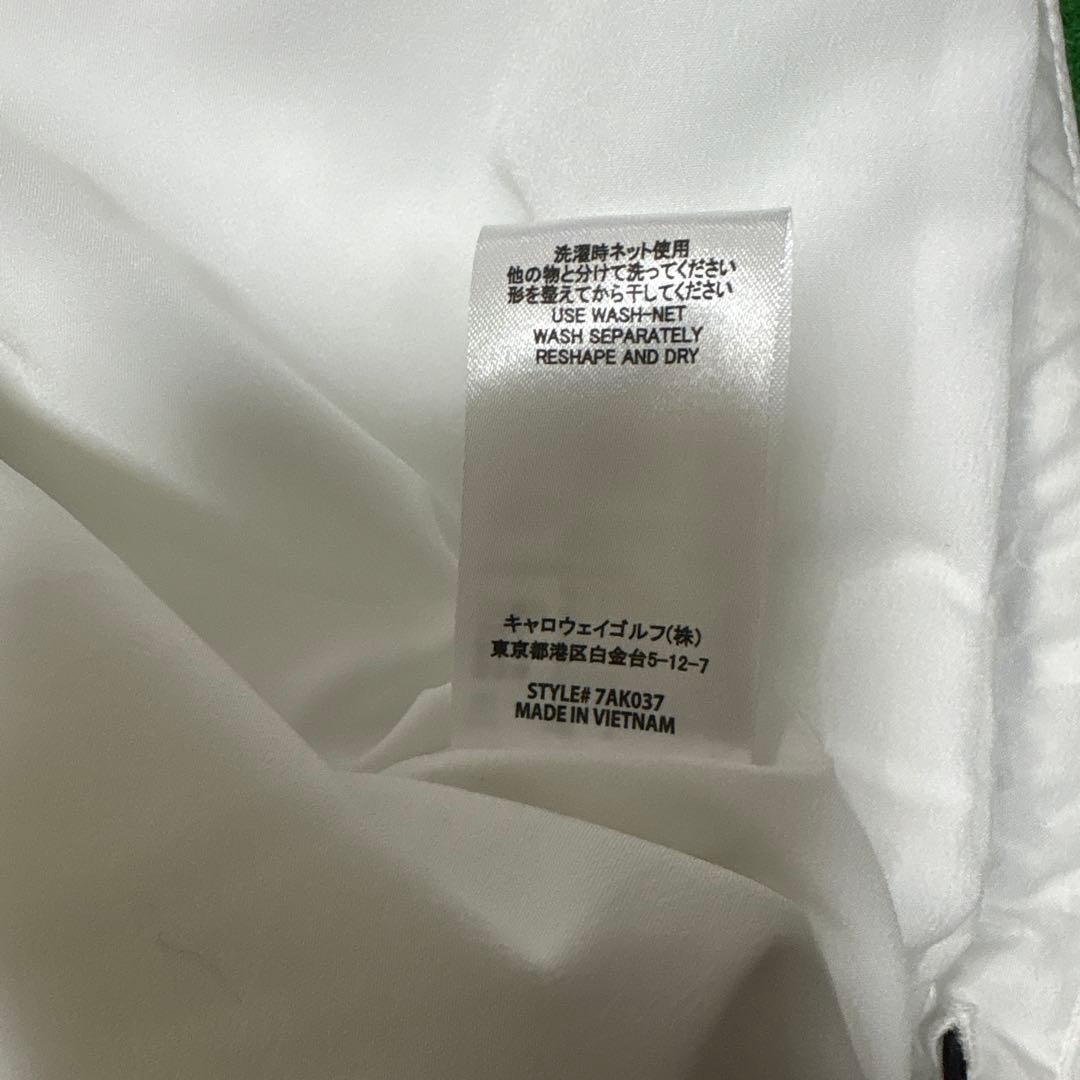 洗濯時ネット使用
他の物と分けて洗ってください
形を整えてから干してください
USE WASH-NET
WASH SEPARATELY
RESHAPE AND DRY
キャロウェイゴルフ(株)
東京都港区白金台5-12-7
STYLE# 7AK037
MADE IN VIETNAM